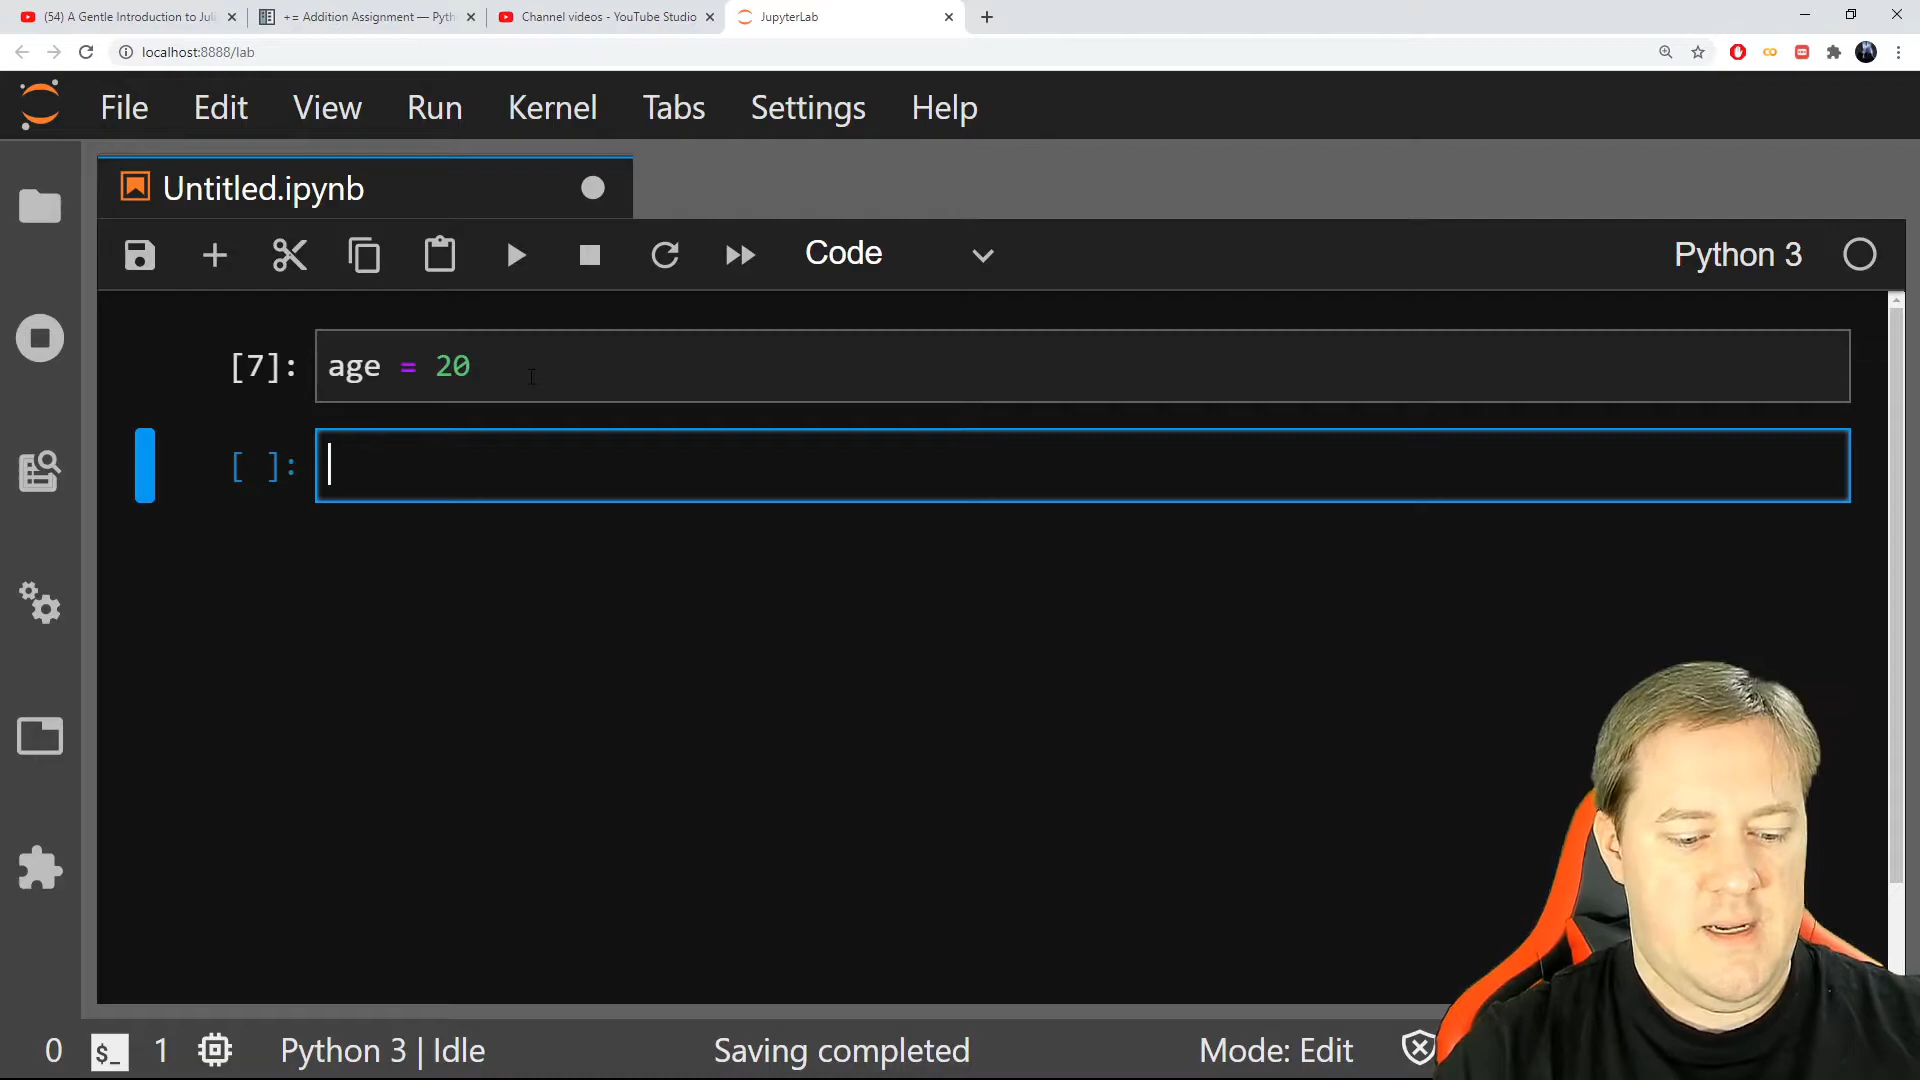 (54) A Gentle Introduction to Juli
+= Addition Assignment — Pyth
Channel videos - YouTube Studio
JupyterLab
localhost:8888/lab
File Edit View Run Kernel Tabs Settings Help
Untitled.ipynb
Code
Python 3
[7]: age = 20
[ ]:
0 $_ 1 Python 3 | Idle Saving completed Mode: Edit